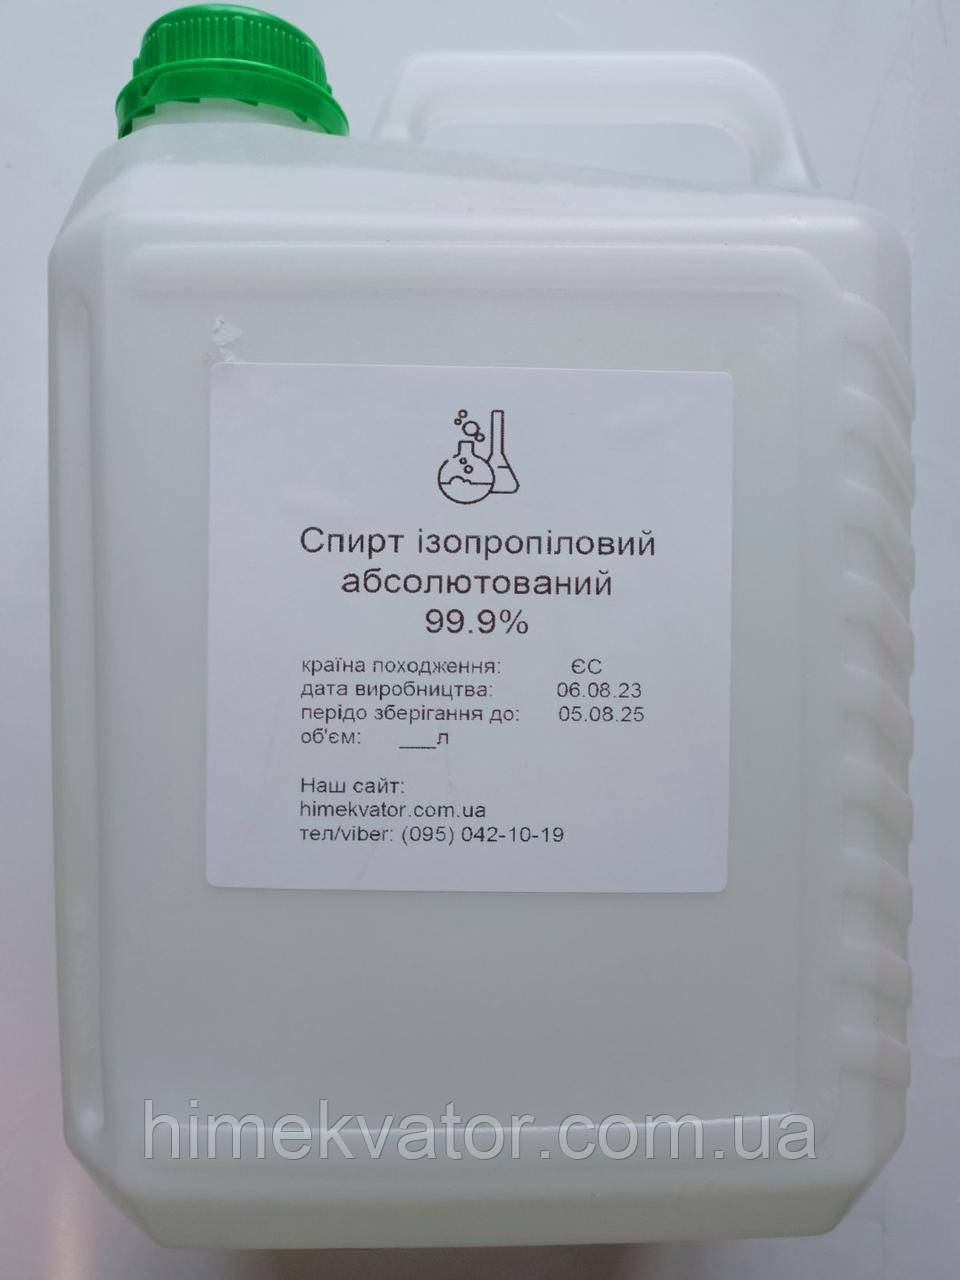 Спирт ізопропіловий
абсолютований
99.9%
країна походження: ЄС
дата виробництва: 06.08.23
перідо зберігання до: 05.08.25
об'єм: ___л
Наш сайт:
himekvator.com.ua
тел/viber: (095) 042-10-19
himekvator.com.ua